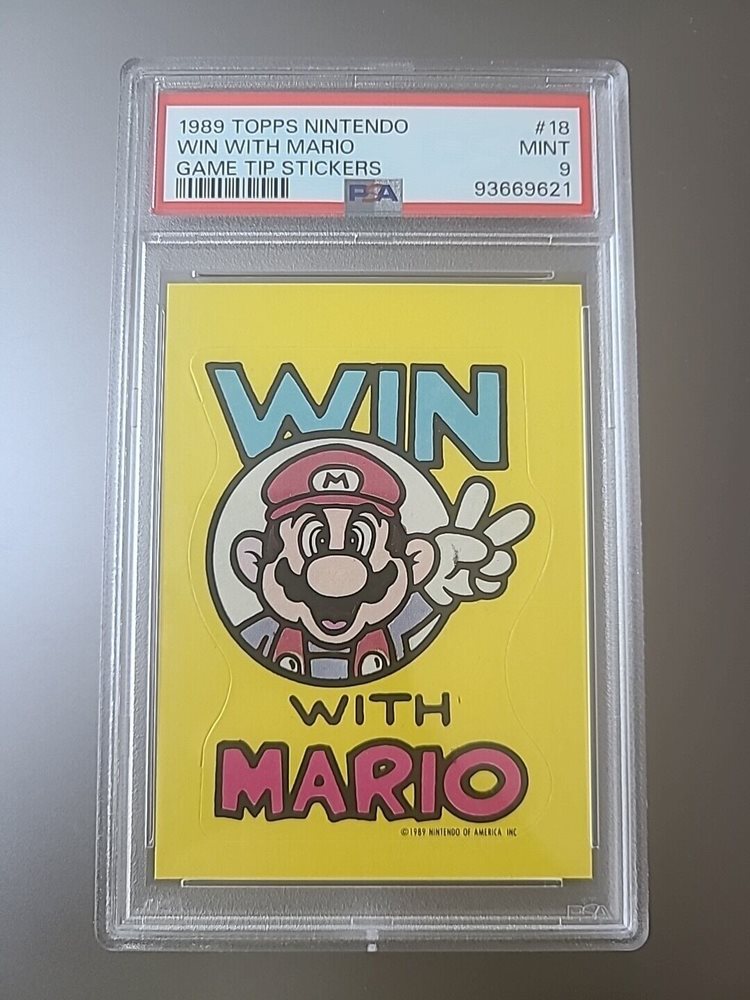 1989 TOPPS NINTENDO #18
WIN WITH MARIO MINT
GAME TIP STICKERS 9
PSA 93669621
WIN
M
WITH
MARIO
©1989 NINTENDO OF AMERICA INC
PSA